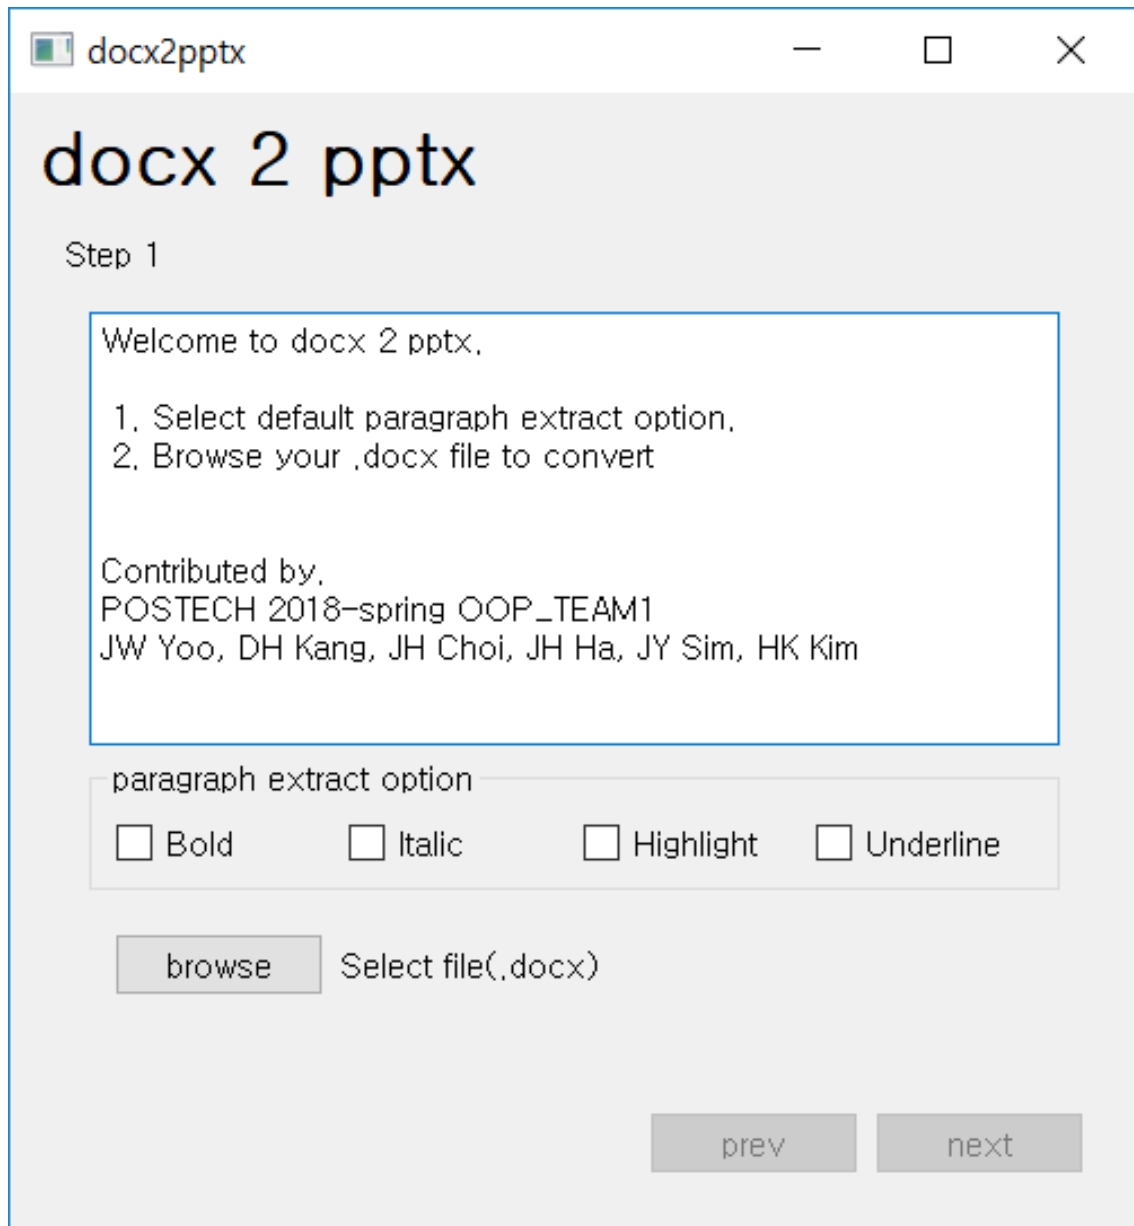 docx2pptx
docx 2 pptx
Step 1
Welcome to docx 2 pptx.
1. Select default paragraph extract option.
2. Browse your .docx file to convert
Contributed by.
POSTECH 2018-spring OOP_TEAM1
JW Yoo, DH Kang, JH Choi, JH Ha, JY Sim, HK Kim
paragraph extract option
Bold Italic Highlight Underline
browse Select file(.docx)
prev next